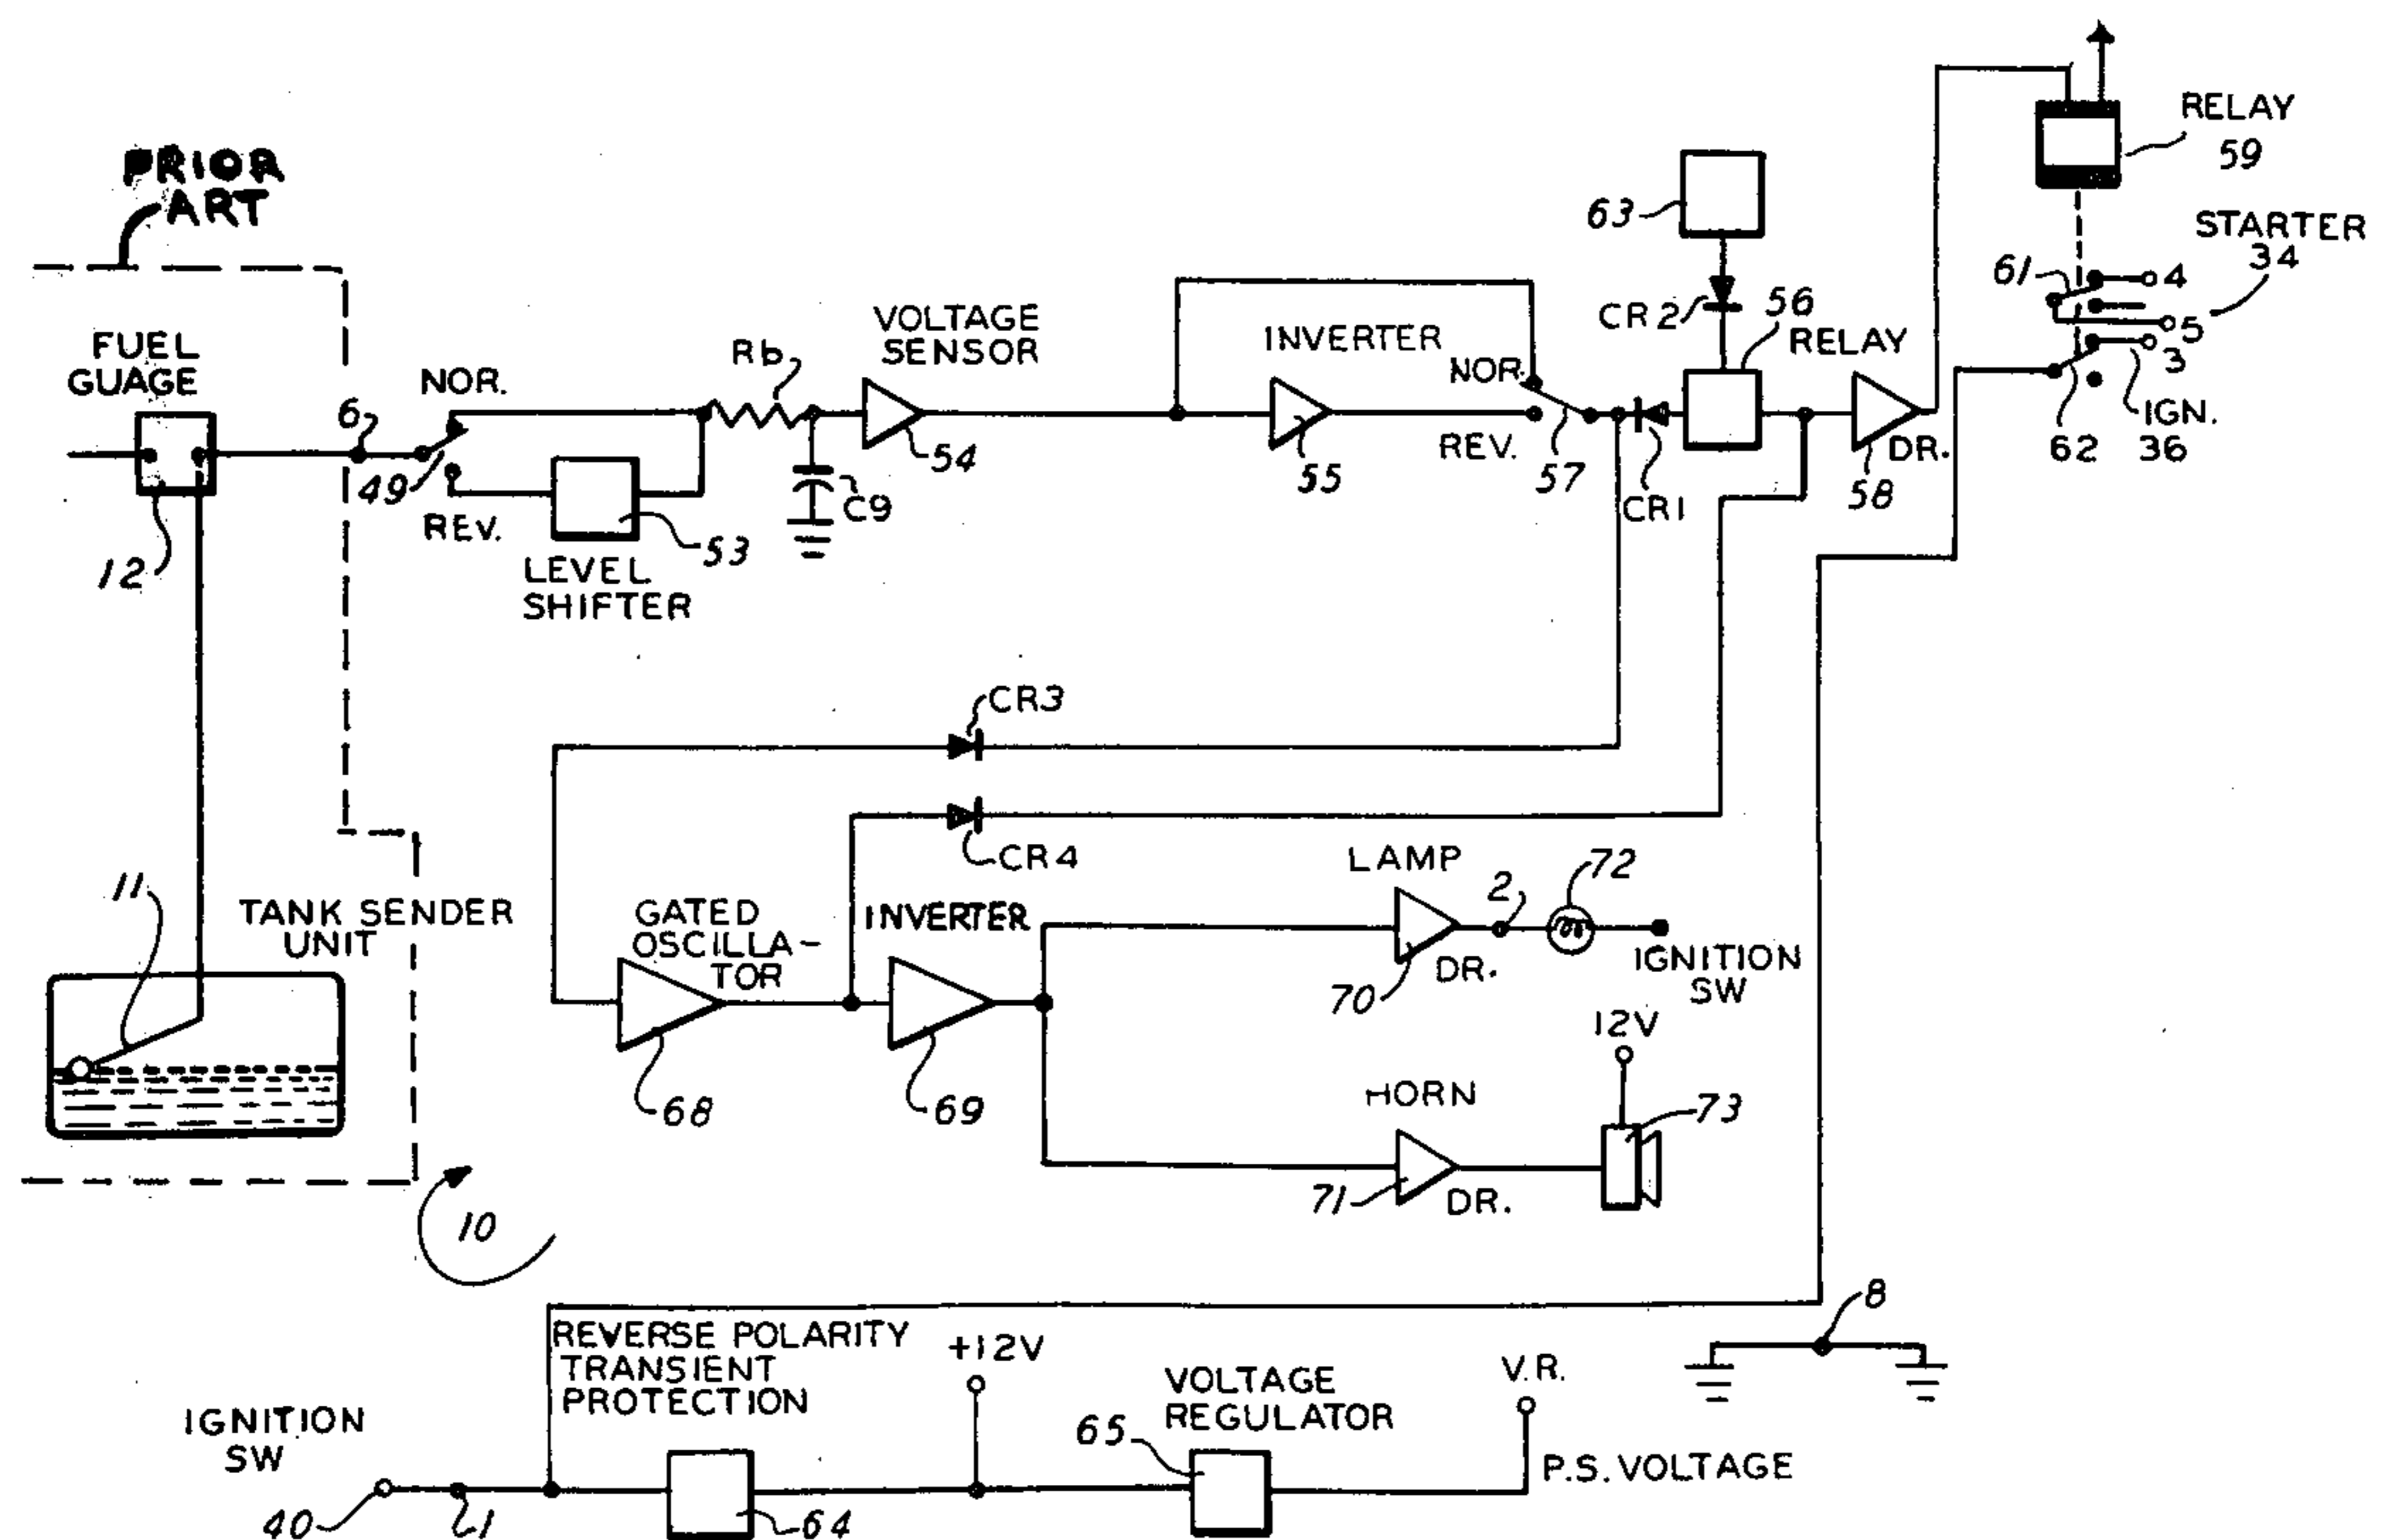 PRIOR
ART
FUEL
GUAGE
12
6
49
NOR.
REV.
LEVEL
SHIFTER
53
Rb
C9
VOLTAGE
SENSOR
54
INVERTER
55
NOR.
REV.
57
CR1
63
CR2
56
RELAY
58
DR.
RELAY
59
STARTER
34
61
4
5
3
62
IGN.
36
CR3
CR4
11
TANK SENDER
UNIT
GATED
OSCILLA-
TOR
68
INVERTER
69
LAMP
70
DR.
2
72
IGNITION
SW
12V
HORN
71
DR.
73
10
8
REVERSE POLARITY
TRANSIENT
PROTECTION
+12V
VOLTAGE
REGULATOR
65
V.R.
P.S. VOLTAGE
IGNITION
SW
40
1
64